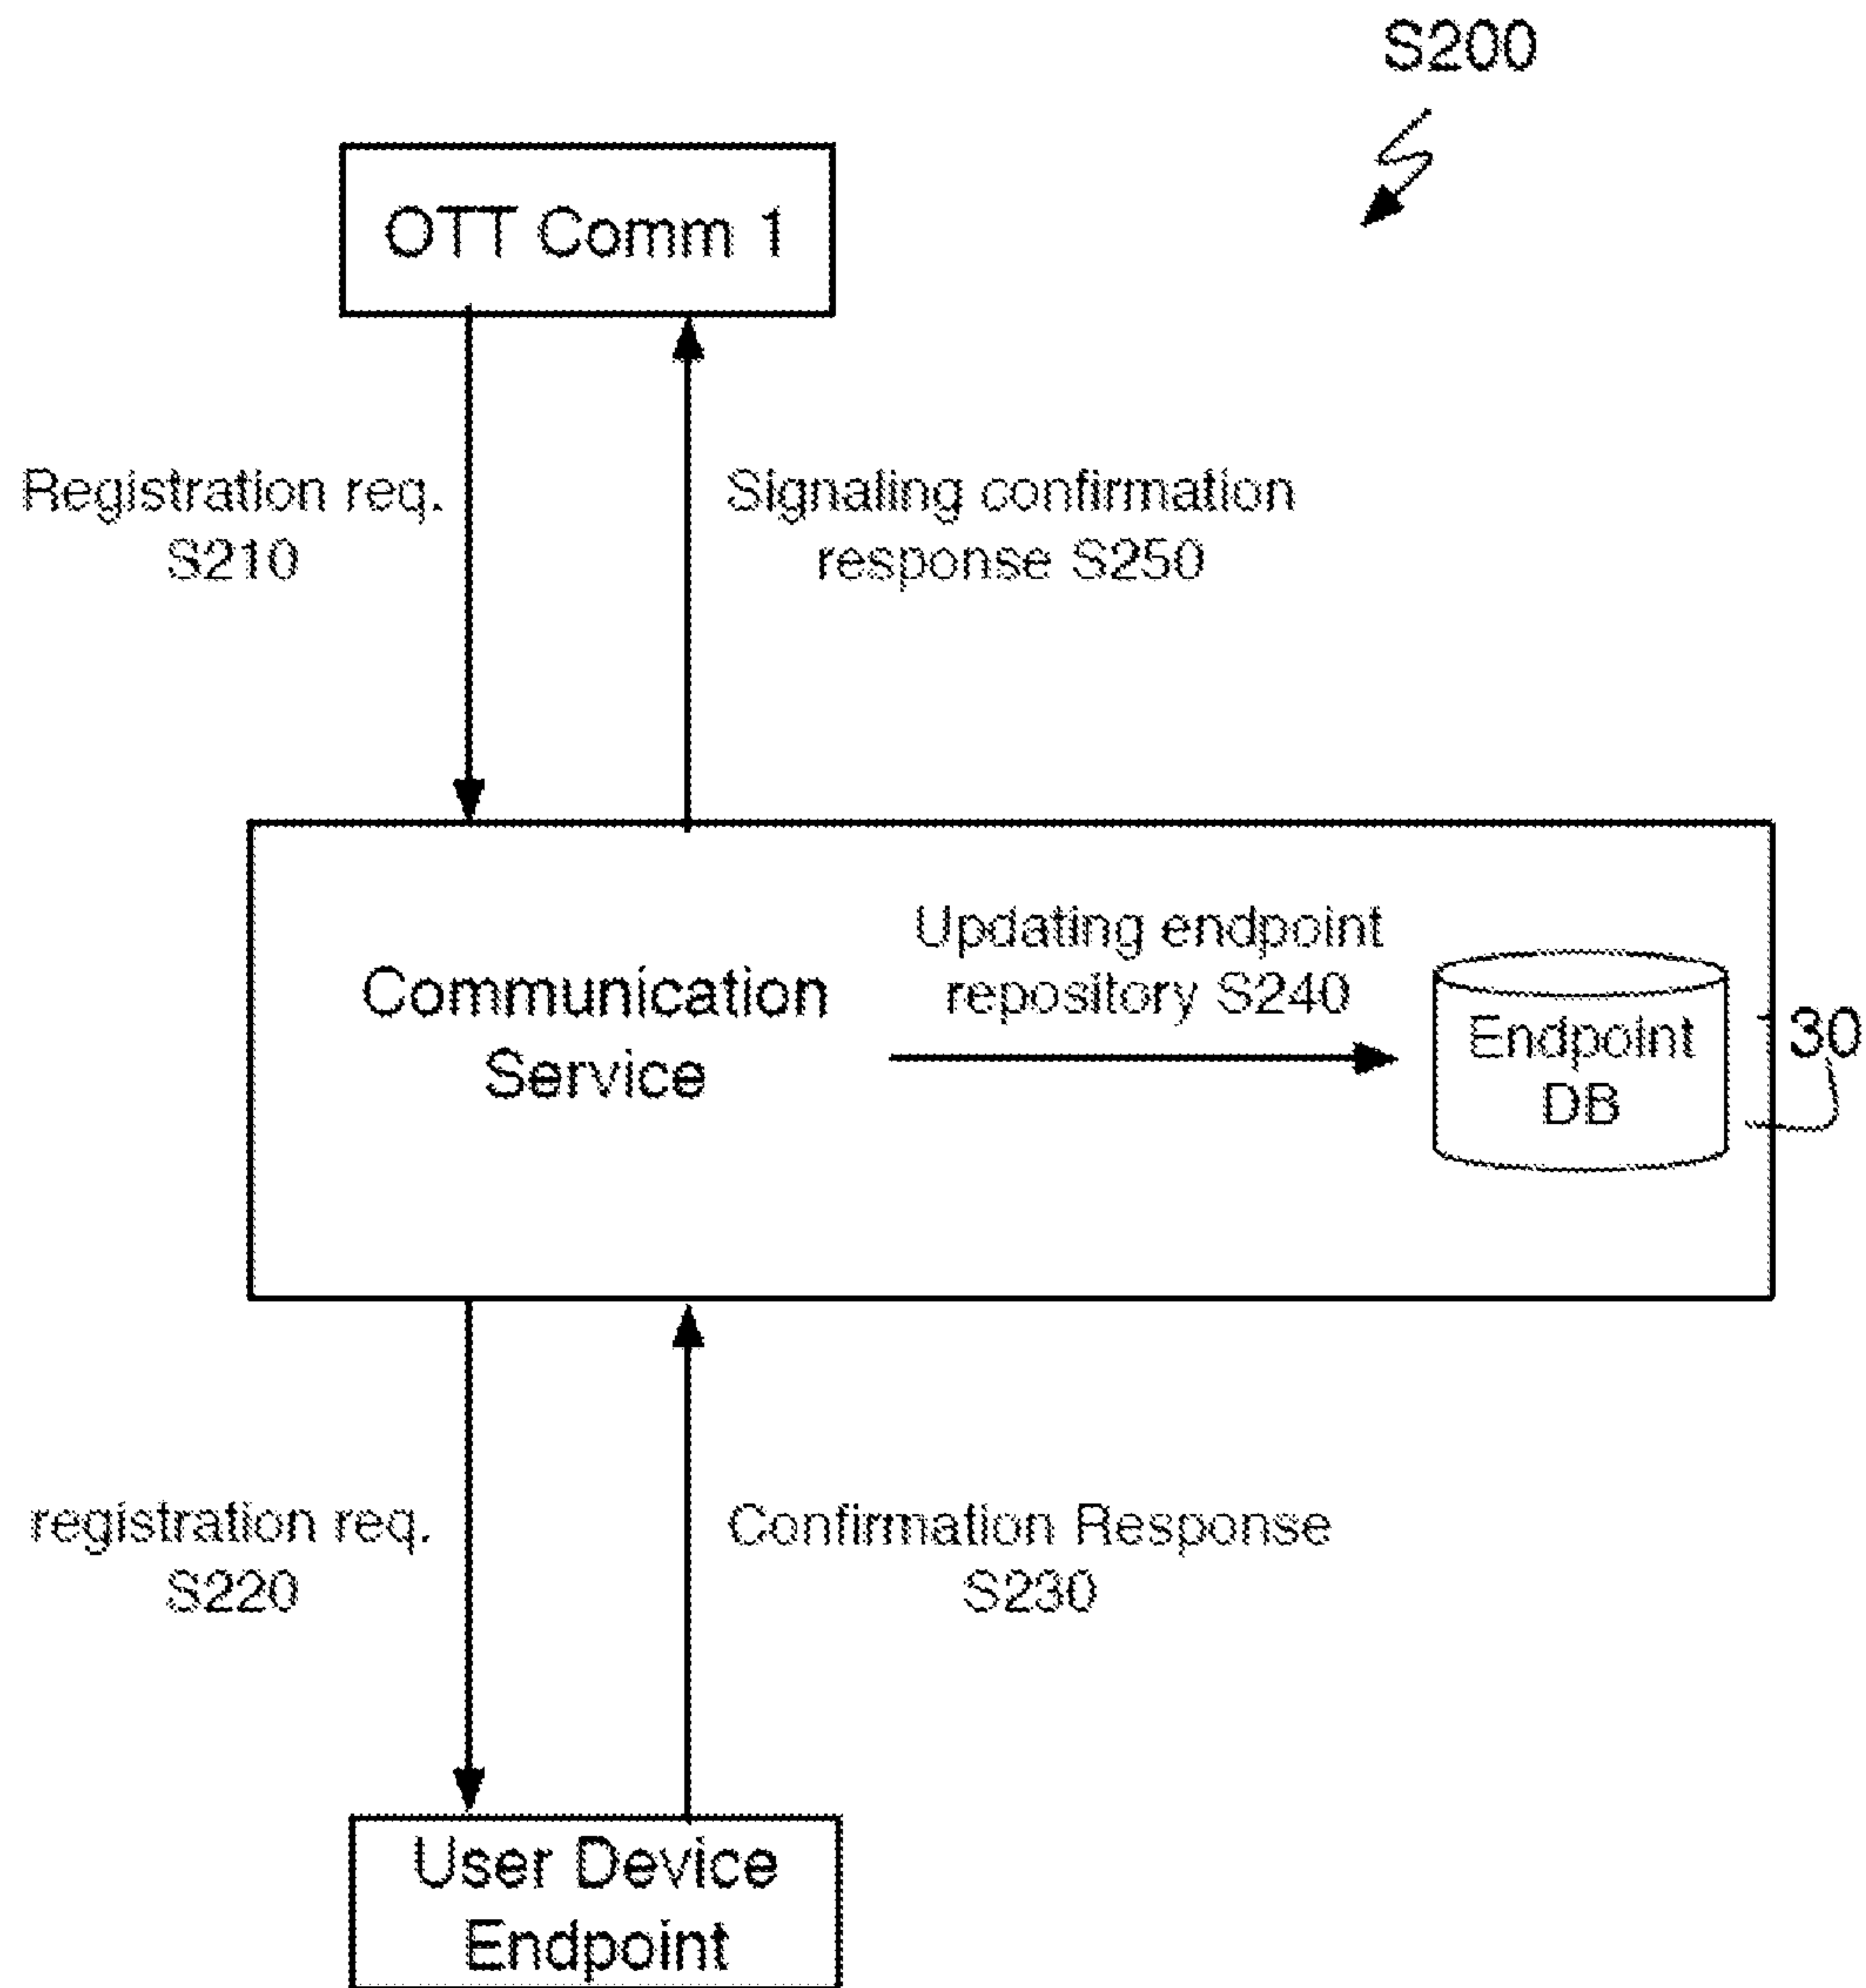 S200
OTT Comm 1
Registration req.
S210
Signaling confirmation
response S250
Communication
Service
Updating endpoint
repository S240
Endpoint
DB
130
registration req.
S220
Confirmation Response
S230
User Device
Endpoint